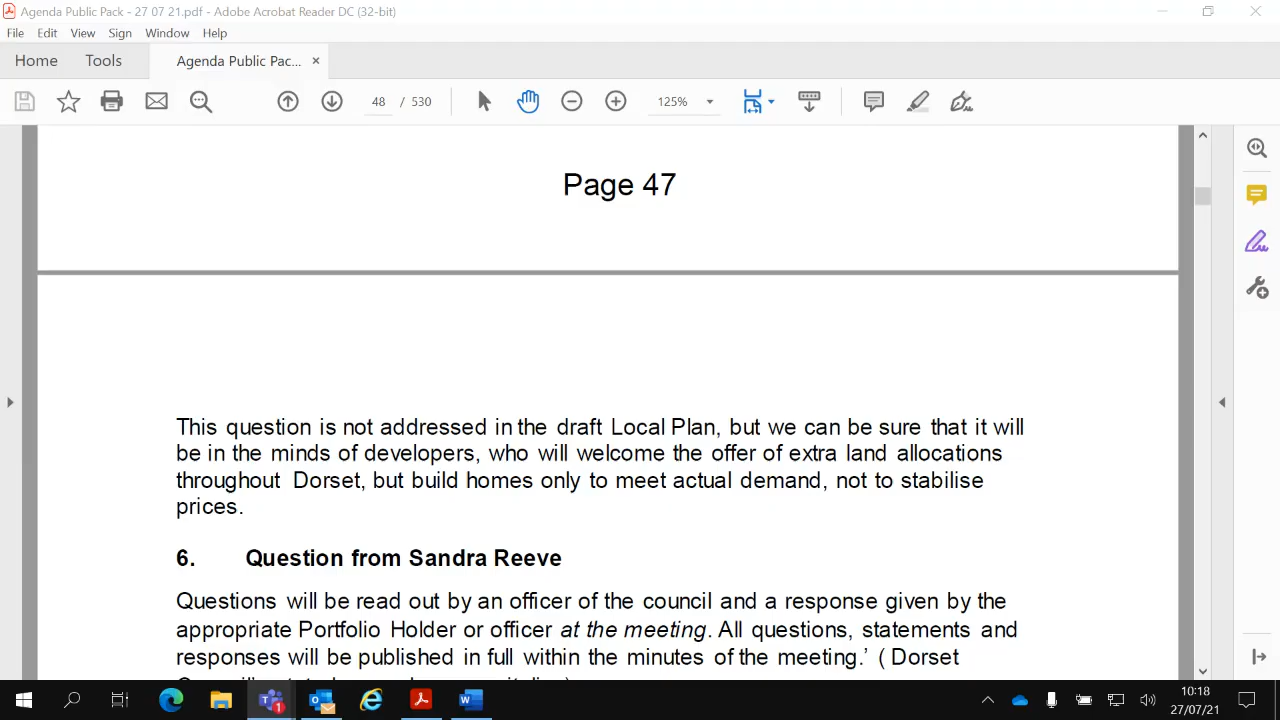 Agenda Public Pack - 27 07 21.pdf - Adobe Acrobat Reader DC (32-bit)
File Edit View Sign Window Help
Home Tools Agenda Public Pac... ×
48 / 530 125%
Page 47
This question is not addressed in the draft Local Plan, but we can be sure that it will
be in the minds of developers, who will welcome the offer of extra land allocations
throughout Dorset, but build homes only to meet actual demand, not to stabilise
prices.
6. Question from Sandra Reeve
Questions will be read out by an officer of the council and a response given by the
appropriate Portfolio Holder or officer at the meeting. All questions, statements and
responses will be published in full within the minutes of the meeting.’ ( Dorset
10:18
27/07/21